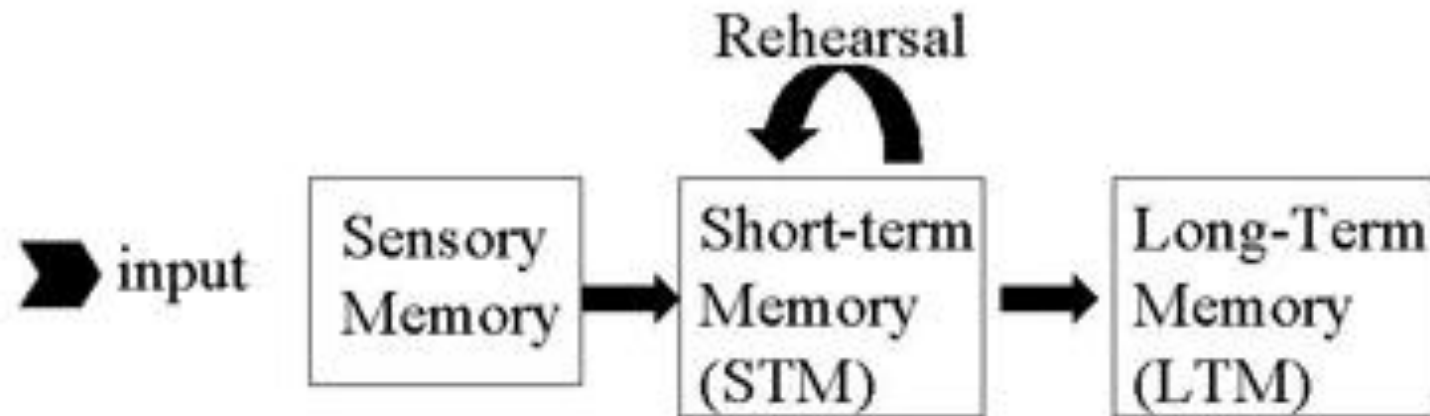 Rehearsal
input
Sensory
Memory
Short-term
Memory
(STM)
Long-Term
Memory
(LTM)